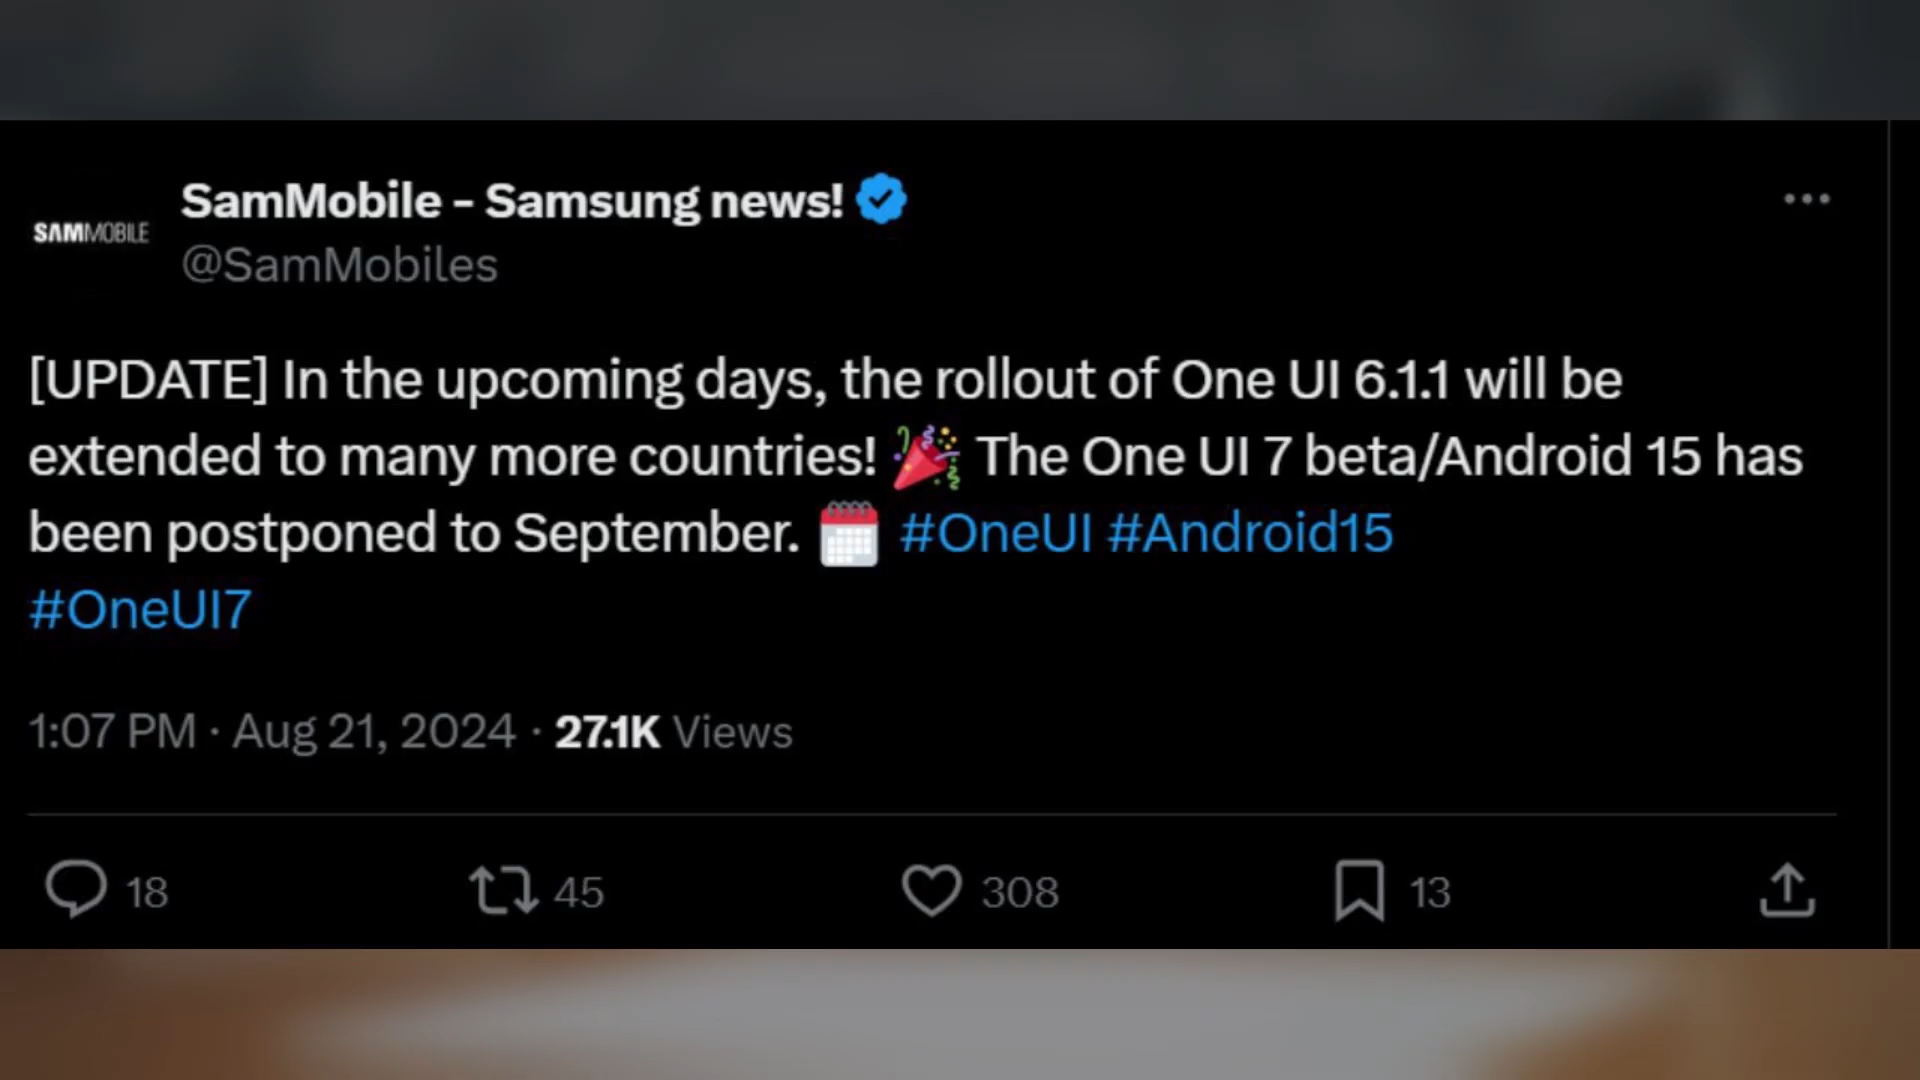 SamMobile - Samsung news!
SAMMOBILE
@SamMobiles
[UPDATE] In the upcoming days, the rollout of One UI 6.1.1 will be
extended to many more countries! 🎉 The One UI 7 beta/Android 15 has
been postponed to September. 🗓️ #OneUI #Android15
#OneUI7
1:07 PM · Aug 21, 2024 · 27.1K Views
18 45 308 13